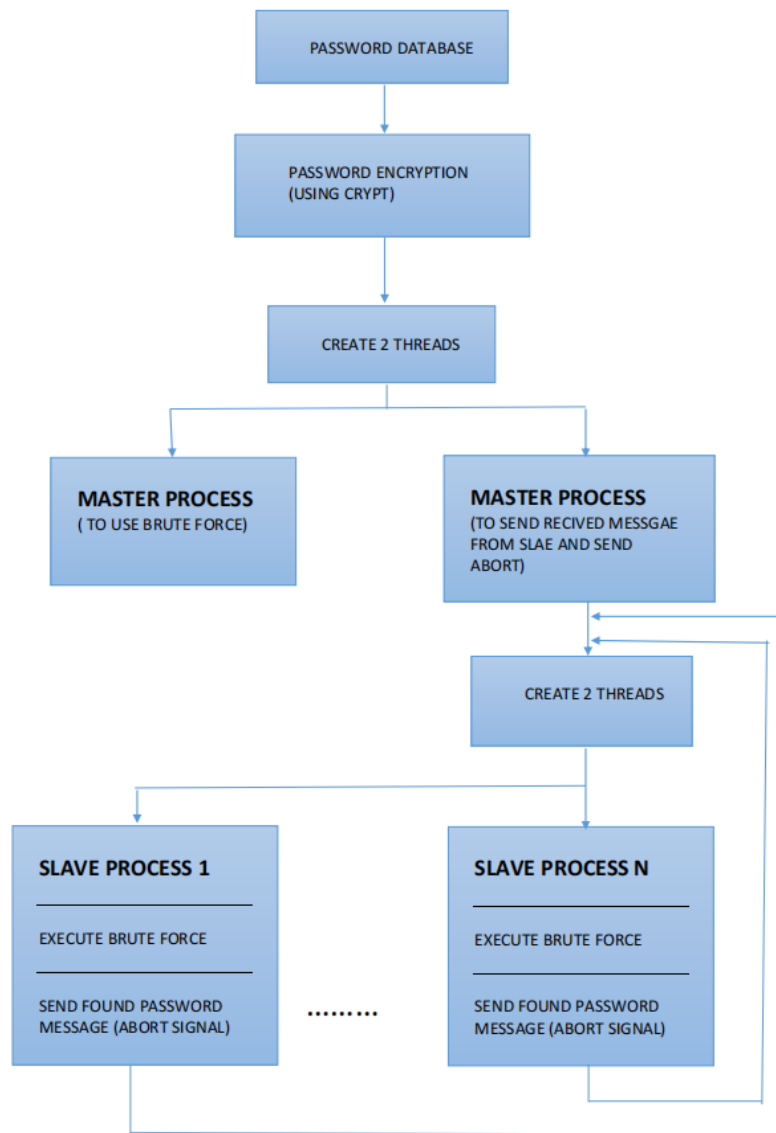 PASSWORD DATABASE
PASSWORD ENCRYPTION
(USING CRYPT)
CREATE 2 THREADS
MASTER PROCESS
( TO USE BRUTE FORCE)
MASTER PROCESS
(TO SEND RECIVED MESSGAE
FROM SLAE AND SEND
ABORT)
CREATE 2 THREADS
SLAVE PROCESS 1
EXECUTE BRUTE FORCE
SEND FOUND PASSWORD
MESSAGE (ABORT SIGNAL)
.........
SLAVE PROCESS N
EXECUTE BRUTE FORCE
SEND FOUND PASSWORD
MESSAGE (ABORT SIGNAL)